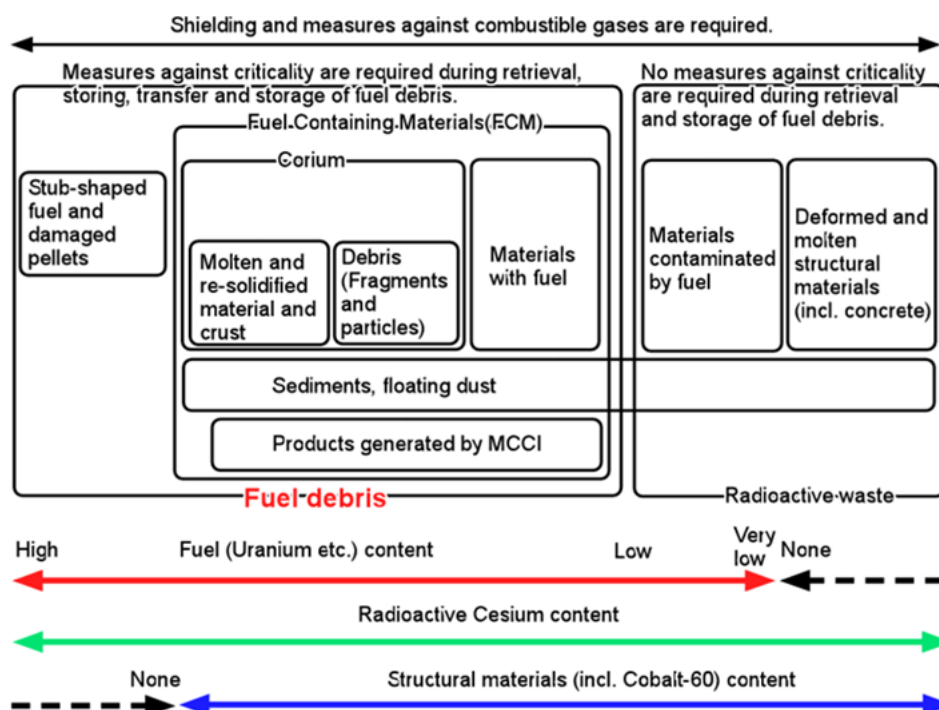 Shielding and measures against combustible gases are required.
Measures against criticality are required during retrieval,
storing, transfer and storage of fuel debris.
No measures against criticality
are required during retrieval
and storage of fuel debris.
Fuel-Containing Materials(FCM)
Corium
Stub-shaped
fuel and
damaged
pellets
Molten and
re-solidified
material and
crust
Debris
(Fragments
and
particles)
Materials
with fuel
Materials
contaminated
by fuel
Deformed and
molten
structural
materials
(incl. concrete)
Sediments, floating dust
Products generated by MCCI
Fuel debris
Radioactive waste
High
Fuel (Uranium etc.) content
Low
Very
low
None
Radioactive Cesium content
None
Structural materials (incl. Cobalt-60) content